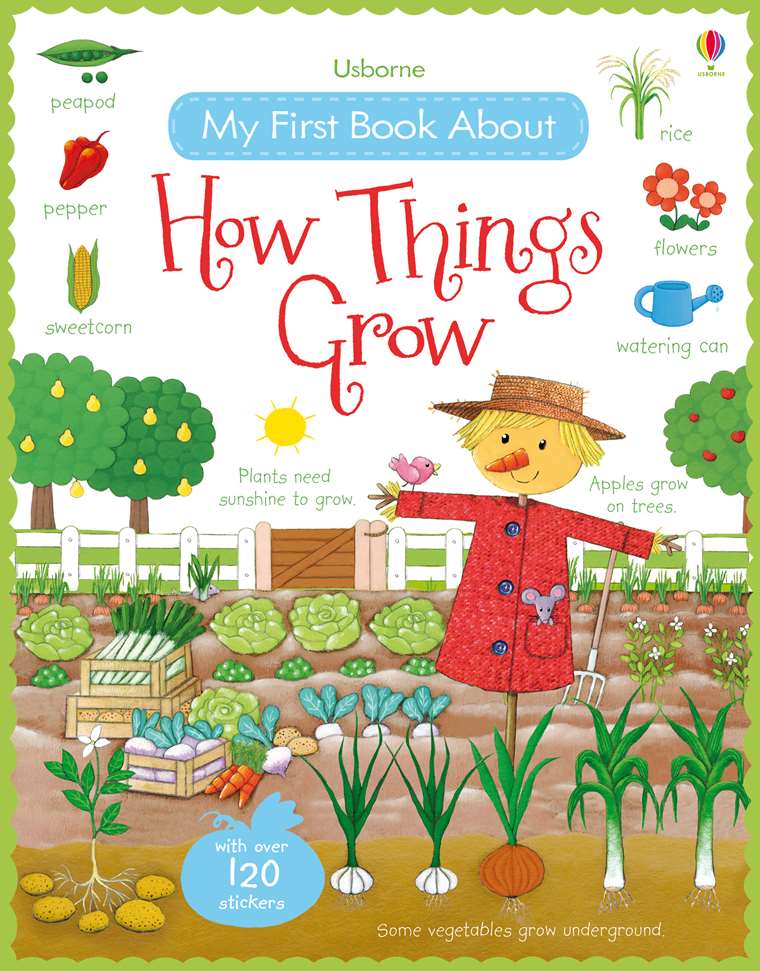 Usborne
My First Book About
How Things
Grow
peapod
pepper
sweetcorn
USBORNE
rice
flowers
watering can
Plants need
sunshine to grow.
Apples grow
on trees.
with over
120
stickers
Some vegetables grow underground.